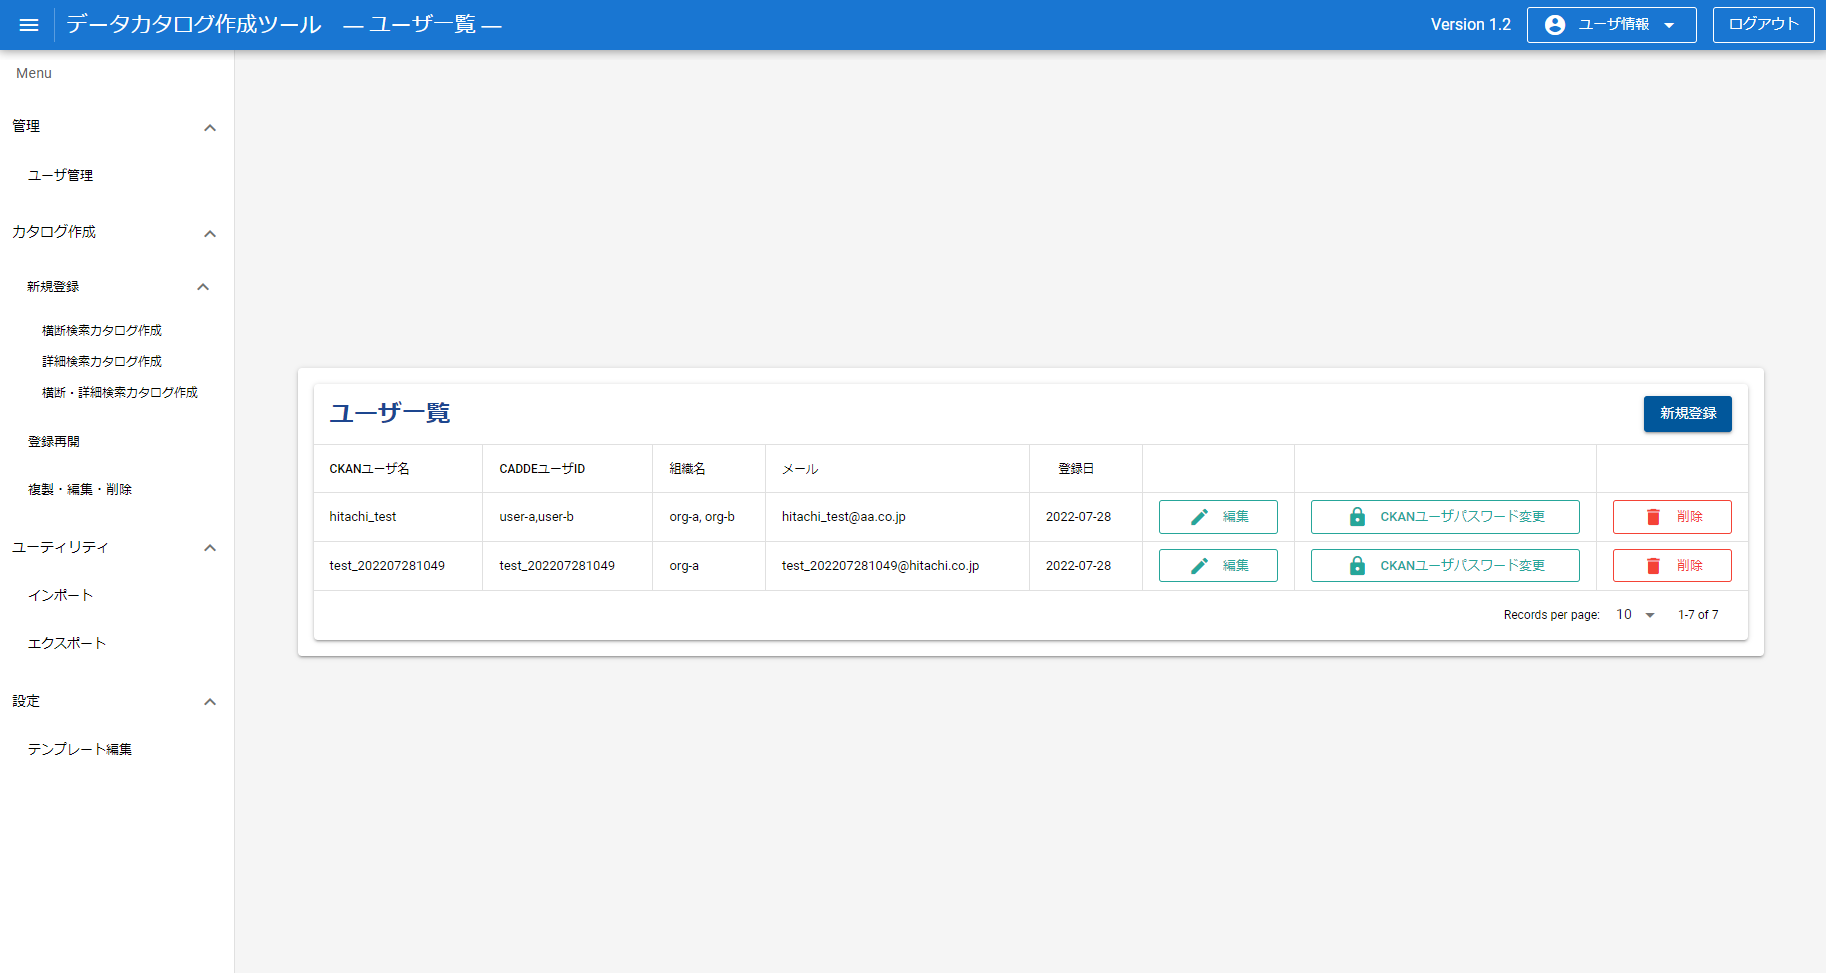 データカタログ作成ツール ― ユーザ一覧 ― Version 1.2 ユーザ情報 ログアウト
Menu
管理
ユーザ管理
カタログ作成
新規登録
横断検索カタログ作成
詳細検索カタログ作成
横断・詳細検索カタログ作成
登録再開
複製・編集・削除
ユーティリティ
インポート
エクスポート
設定
テンプレート編集
ユーザ一覧 新規登録
CKANユーザ名 CADDEユーザID 組織名 メール 登録日
hitachi_test user-a,user-b org-a, org-b hitachi_test@aa.co.jp 2022-07-28 編集 CKANユーザパスワード変更 削除
test_202207281049 test_202207281049 org-a test_202207281049@hitachi.co.jp 2022-07-28 編集 CKANユーザパスワード変更 削除
Records per page: 10 1-7 of 7